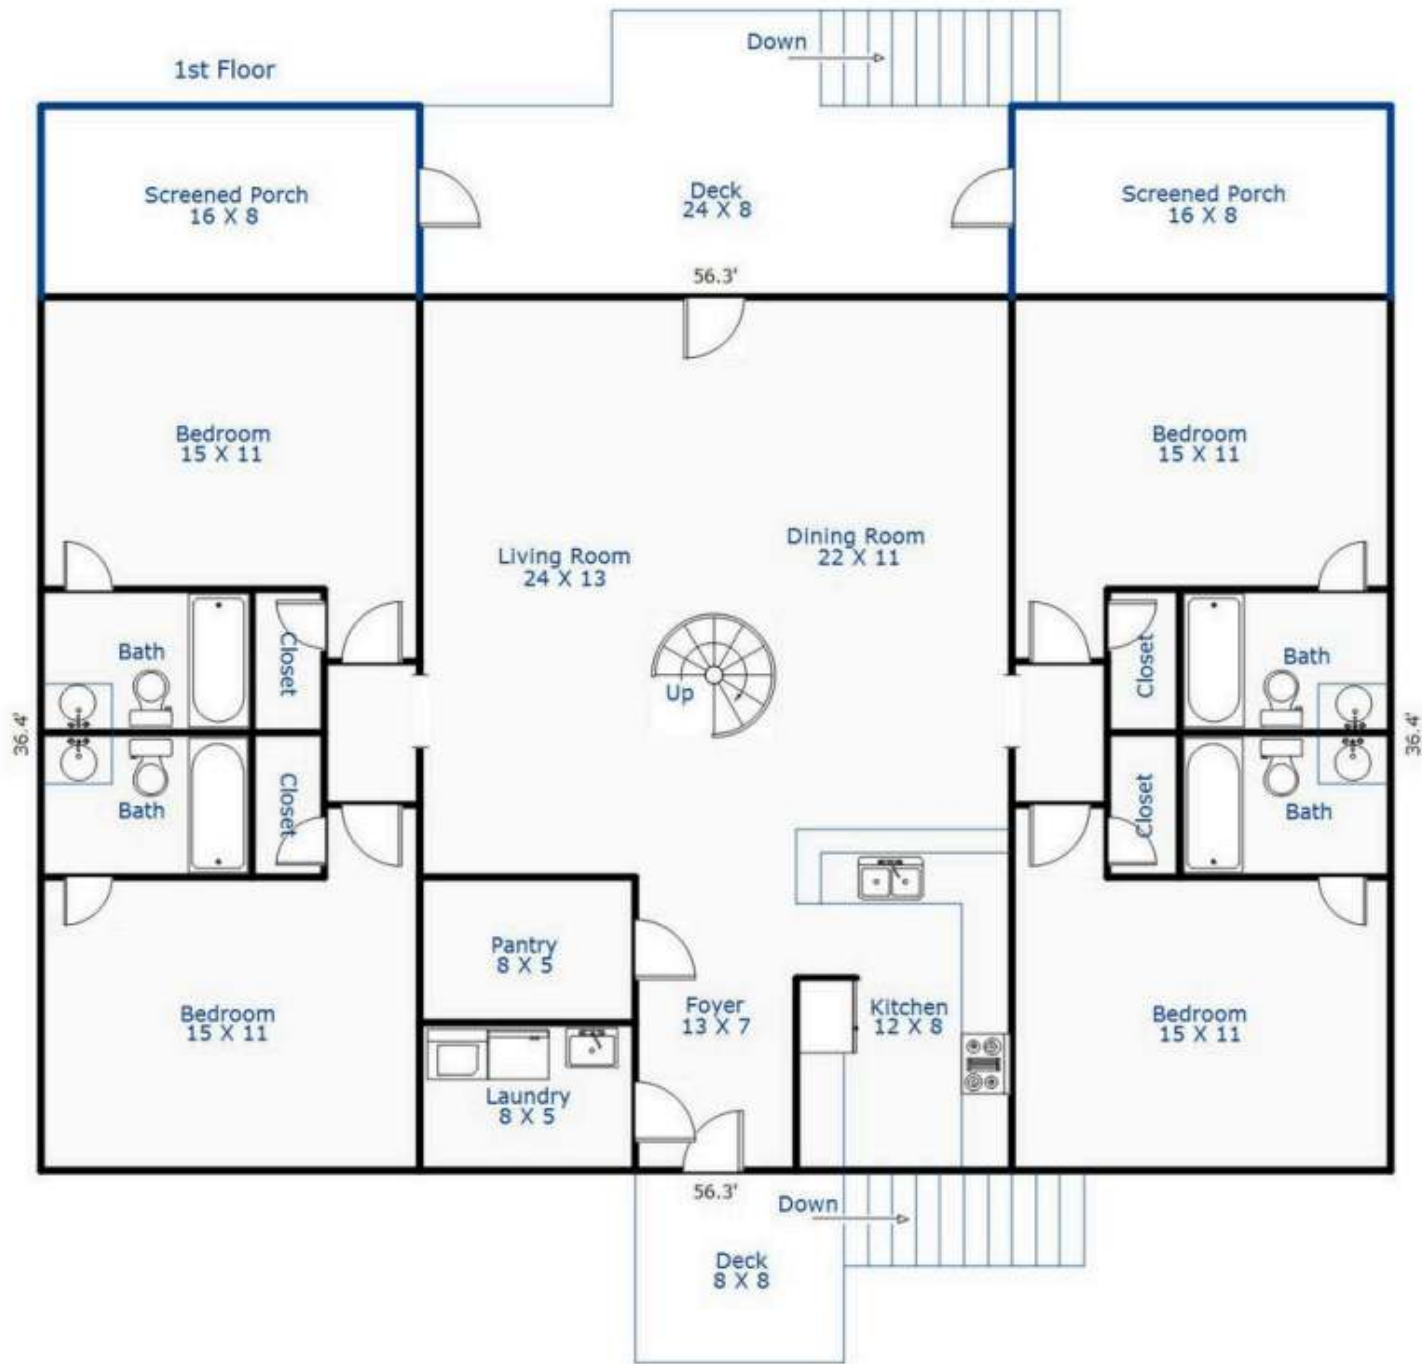 Down
1st Floor
Screened Porch
16 X 8
Deck
24 X 8
Screened Porch
16 X 8
56.3'
Bedroom
15 X 11
Bedroom
15 X 11
Living Room
24 X 13
Dining Room
22 X 11
Bath
Closet
Up
Closet
Bath
36.4'
36.4'
Bath
Closet
Closet
Bath
Pantry
8 X 5
Bedroom
15 X 11
Foyer
13 X 7
Kitchen
12 X 8
Bedroom
15 X 11
Laundry
8 X 5
56.3'
Down
Deck
8 X 8